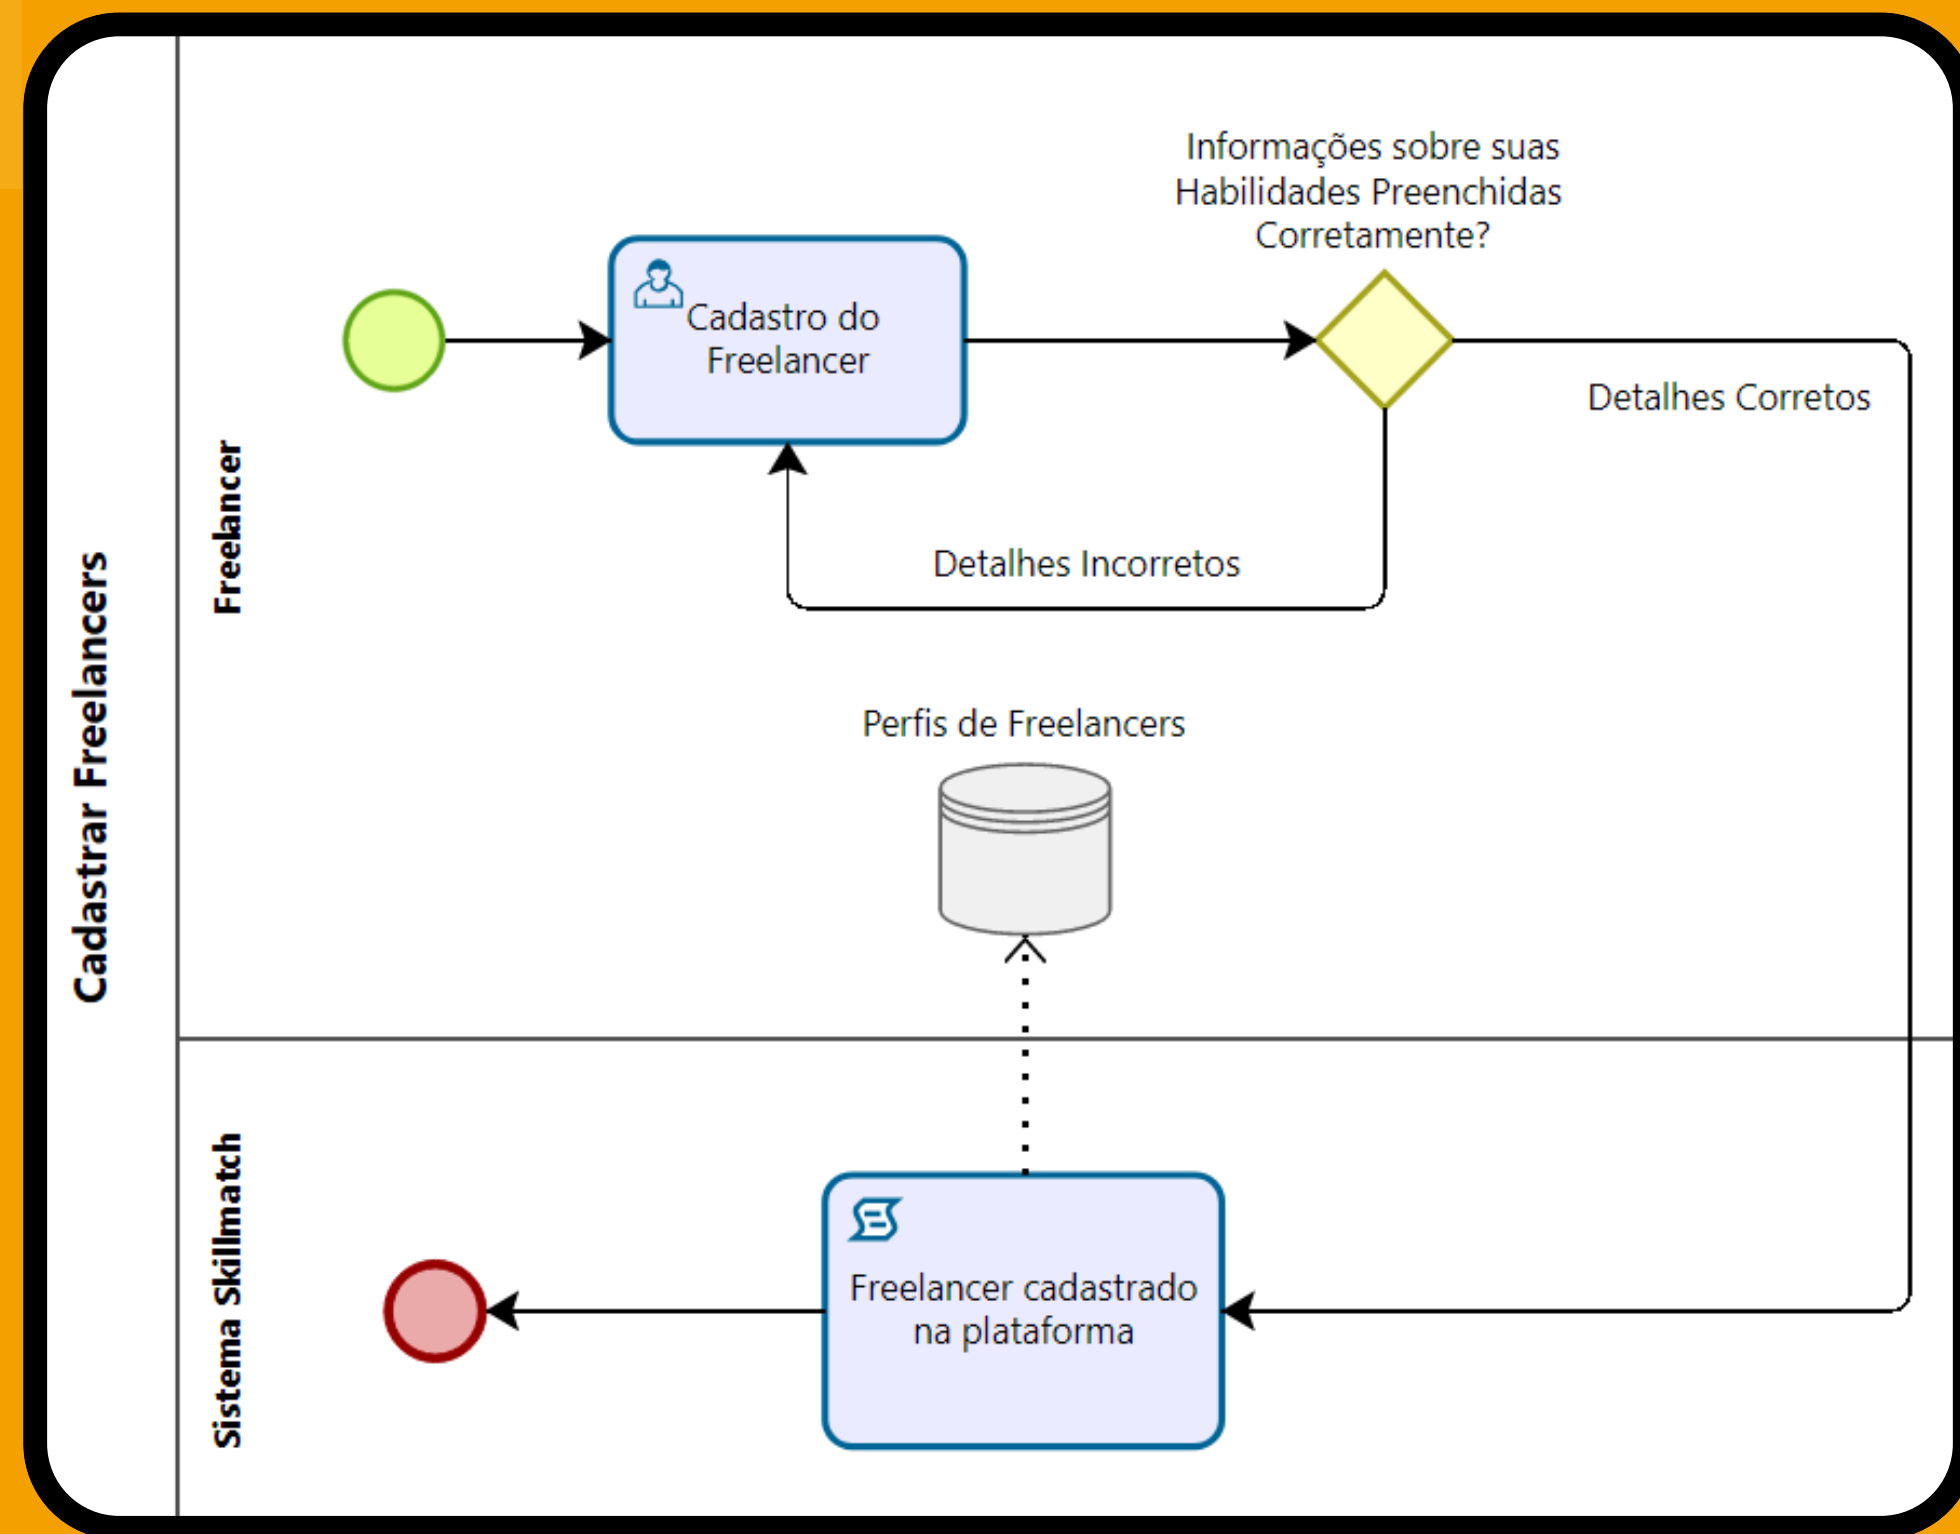 Cadastrar Freelancers
Freelancer
Informações sobre suas
Habilidades Preenchidas
Corretamente?
Cadastro do
Freelancer
Detalhes Corretos
Detalhes Incorretos
Perfis de Freelancers
Sistema Skillmatch
Freelancer cadastrado
na plataforma